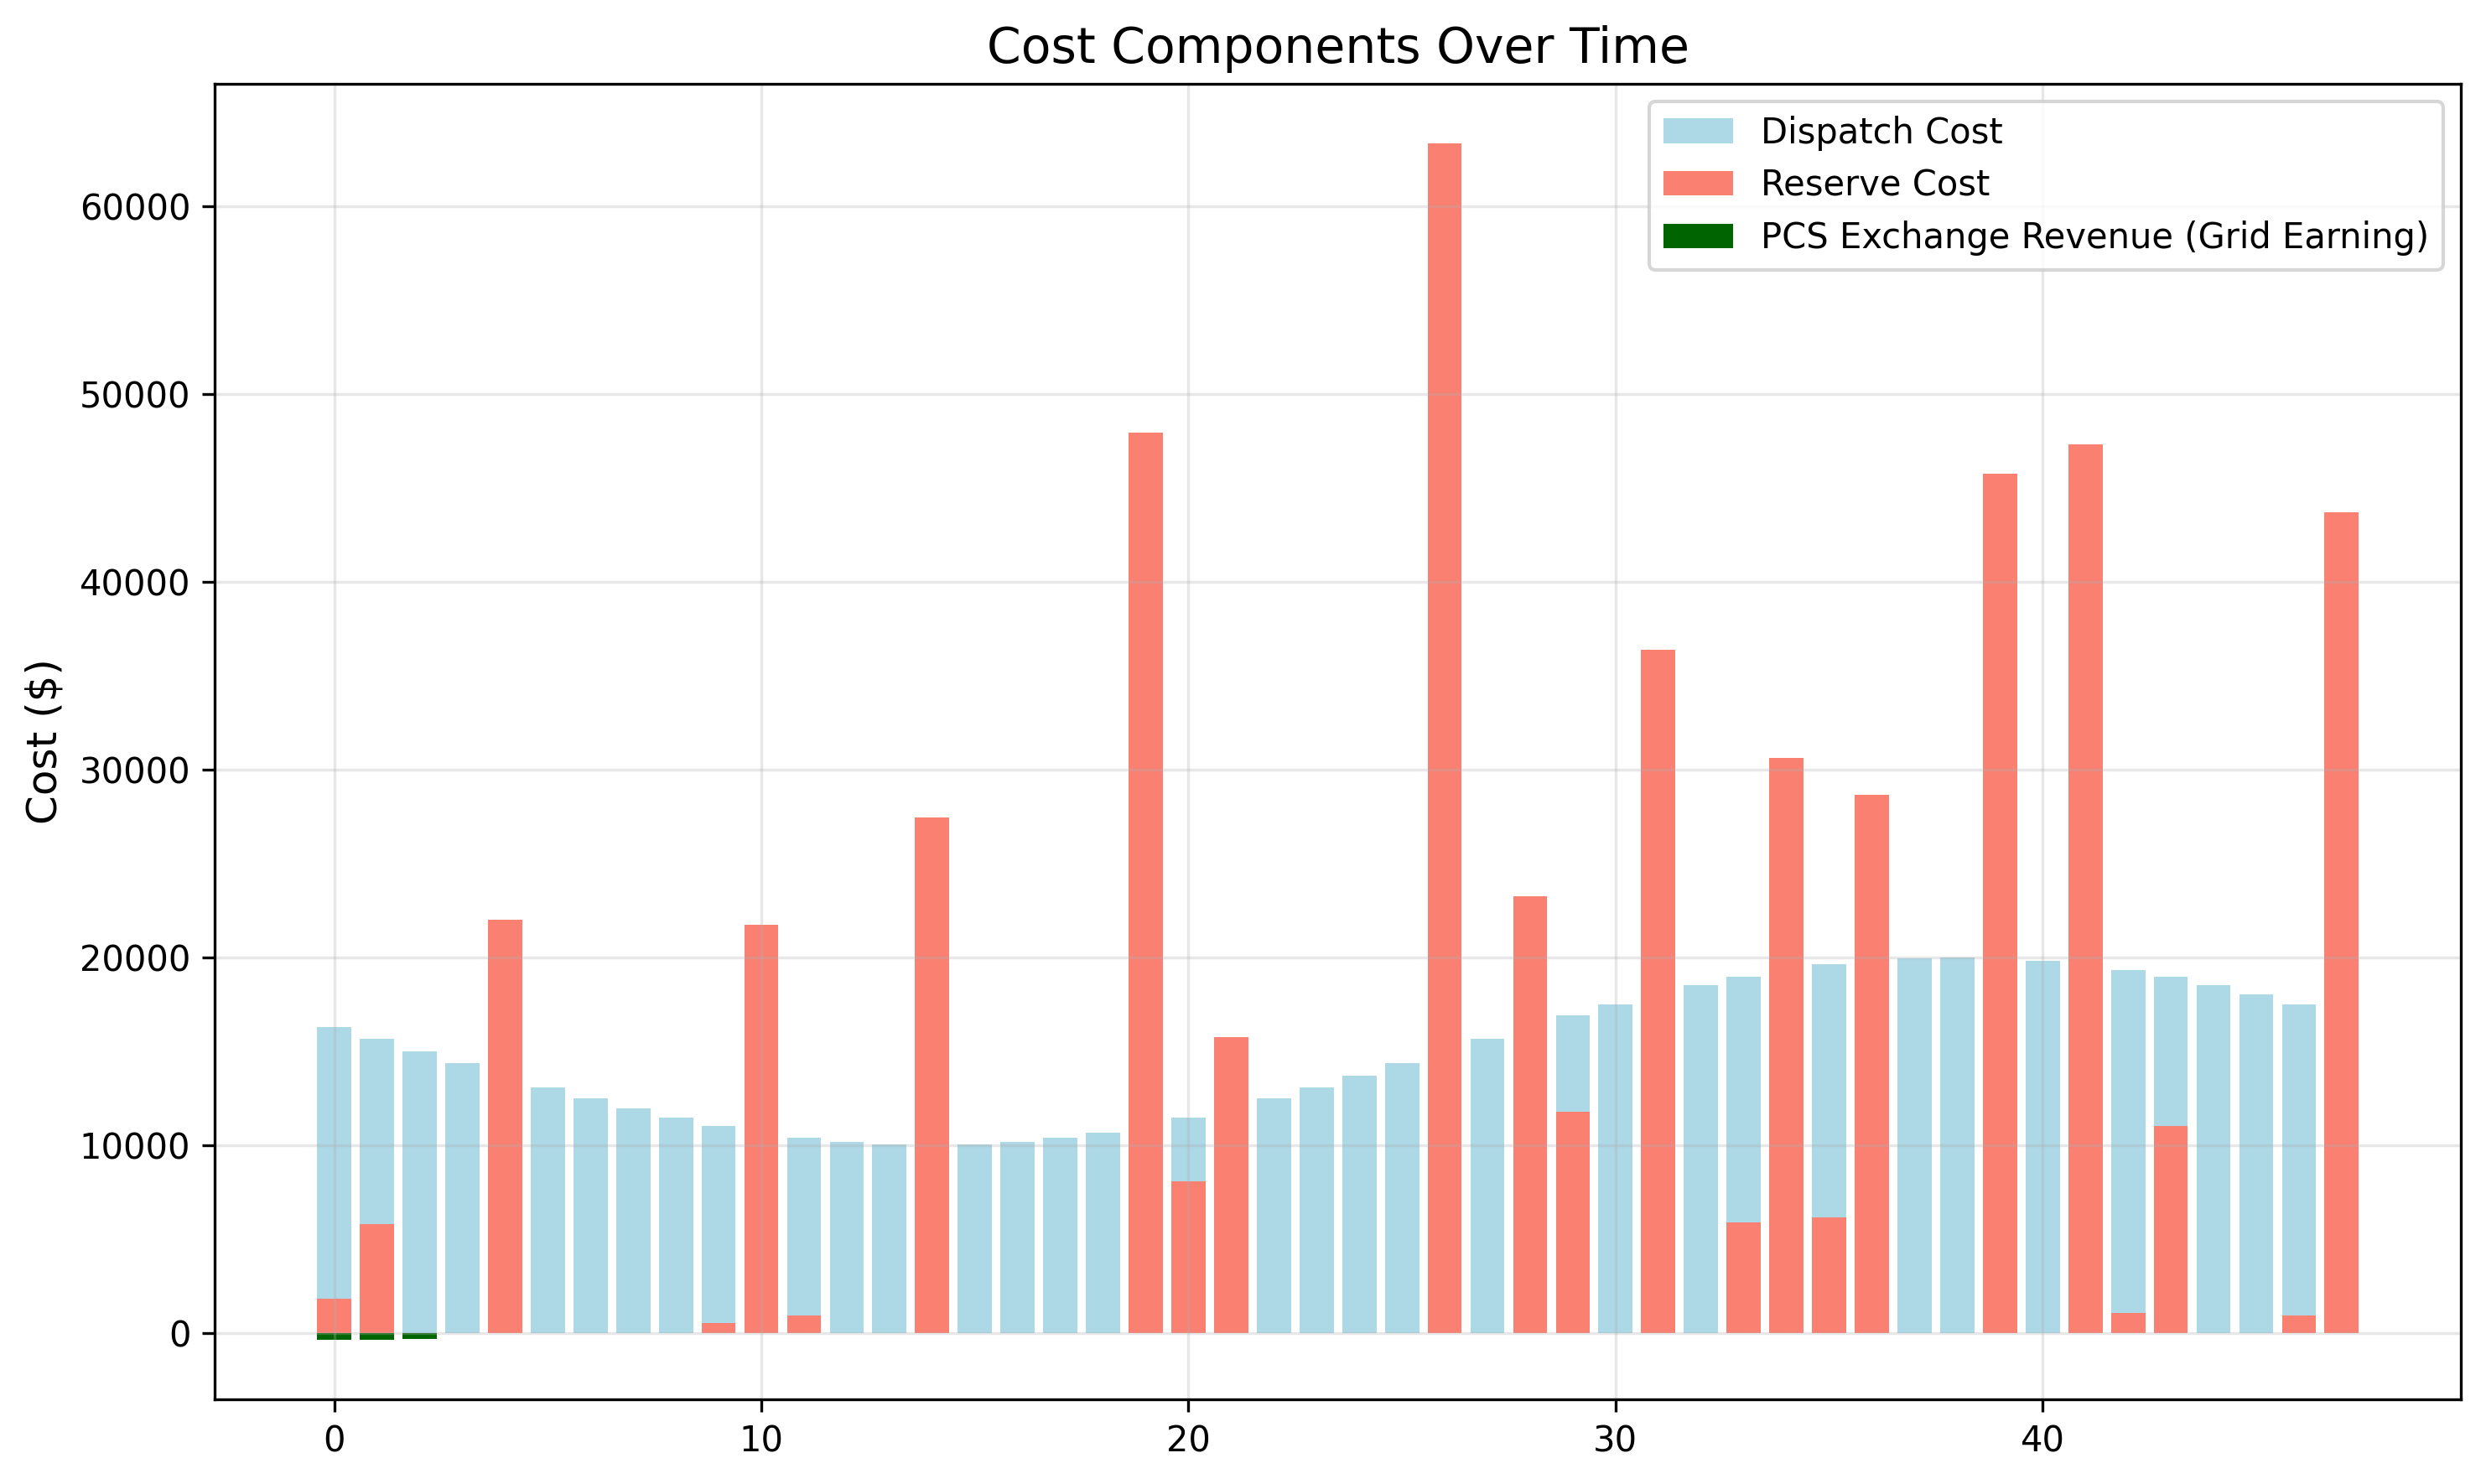 Cost Components Over Time
Dispatch Cost
Reserve Cost
PCS Exchange Revenue (Grid Earning)
Cost ($)
60000
50000
40000
30000
20000
10000
0
0 10 20 30 40